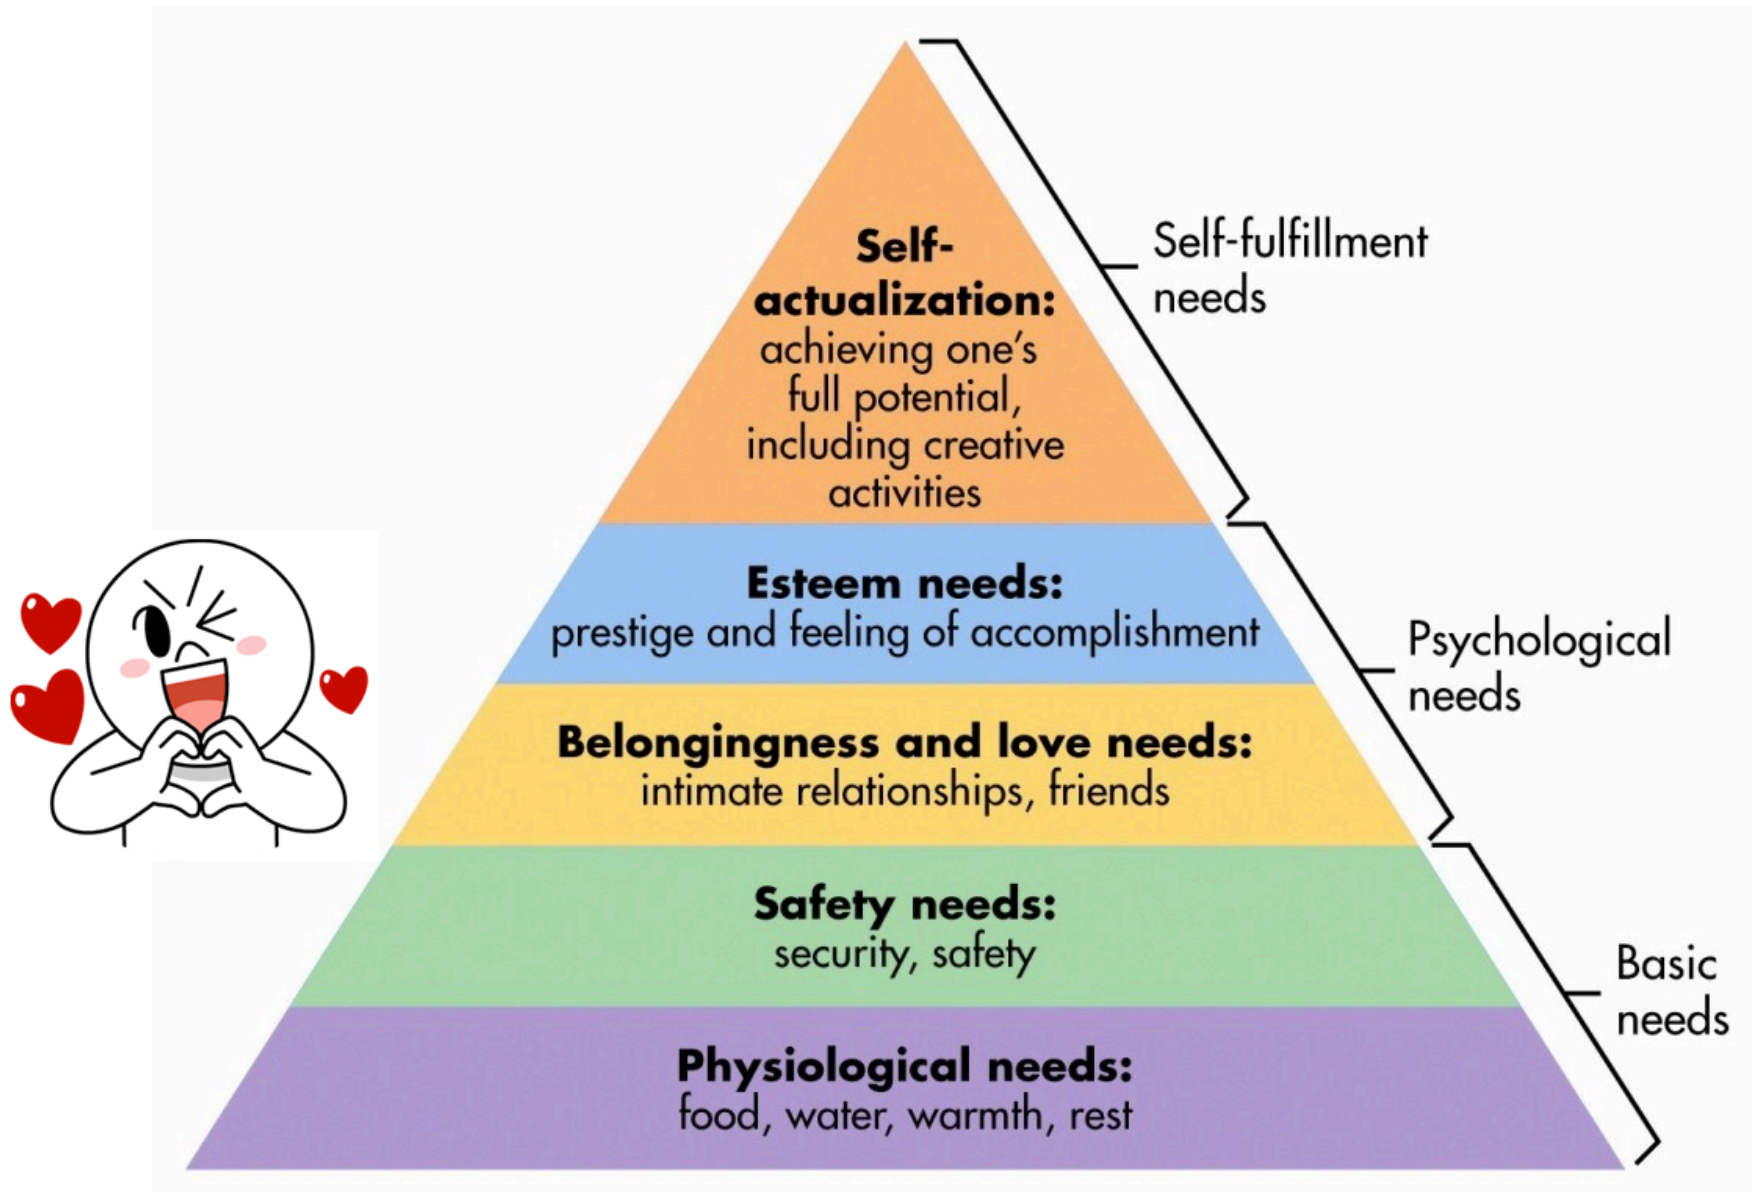 Self-
actualization:
achieving one’s
full potential,
including creative
activities
Self-fulfillment
needs
Esteem needs:
prestige and feeling of accomplishment
Belongingness and love needs:
intimate relationships, friends
Psychological
needs
Safety needs:
security, safety
Physiological needs:
food, water, warmth, rest
Basic
needs